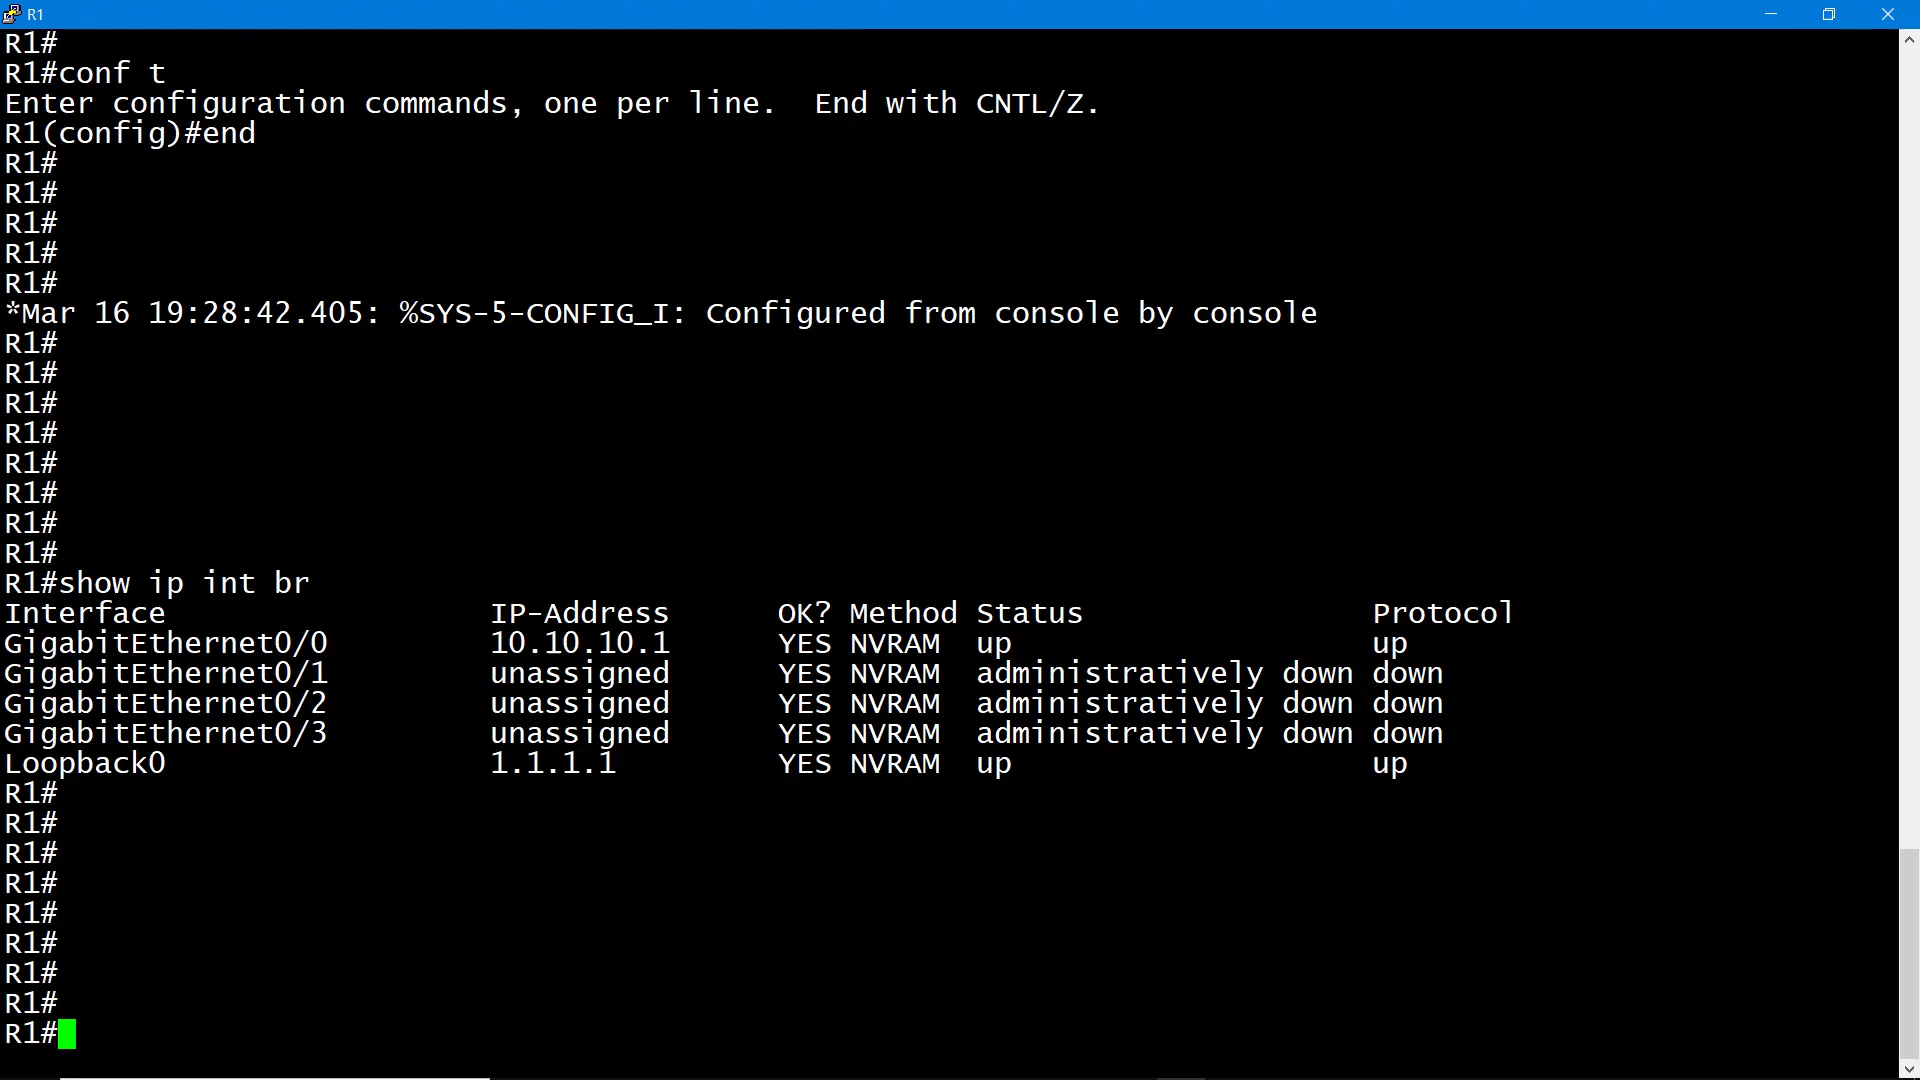 R1
R1#
R1#conf t
Enter configuration commands, one per line.  End with CNTL/Z.
R1(config)#end
R1#
R1#
R1#
R1#
R1#
*Mar 16 19:28:42.405: %SYS-5-CONFIG_I: Configured from console by console
R1#
R1#
R1#
R1#
R1#
R1#
R1#
R1#
R1#show ip int br
Interface                  IP-Address      OK? Method Status                Protocol
GigabitEthernet0/0         10.10.10.1      YES NVRAM  up                    up
GigabitEthernet0/1         unassigned      YES NVRAM  administratively down down
GigabitEthernet0/2         unassigned      YES NVRAM  administratively down down
GigabitEthernet0/3         unassigned      YES NVRAM  administratively down down
Loopback0                  1.1.1.1         YES NVRAM  up                    up
R1#
R1#
R1#
R1#
R1#
R1#
R1#
R1#
R1#